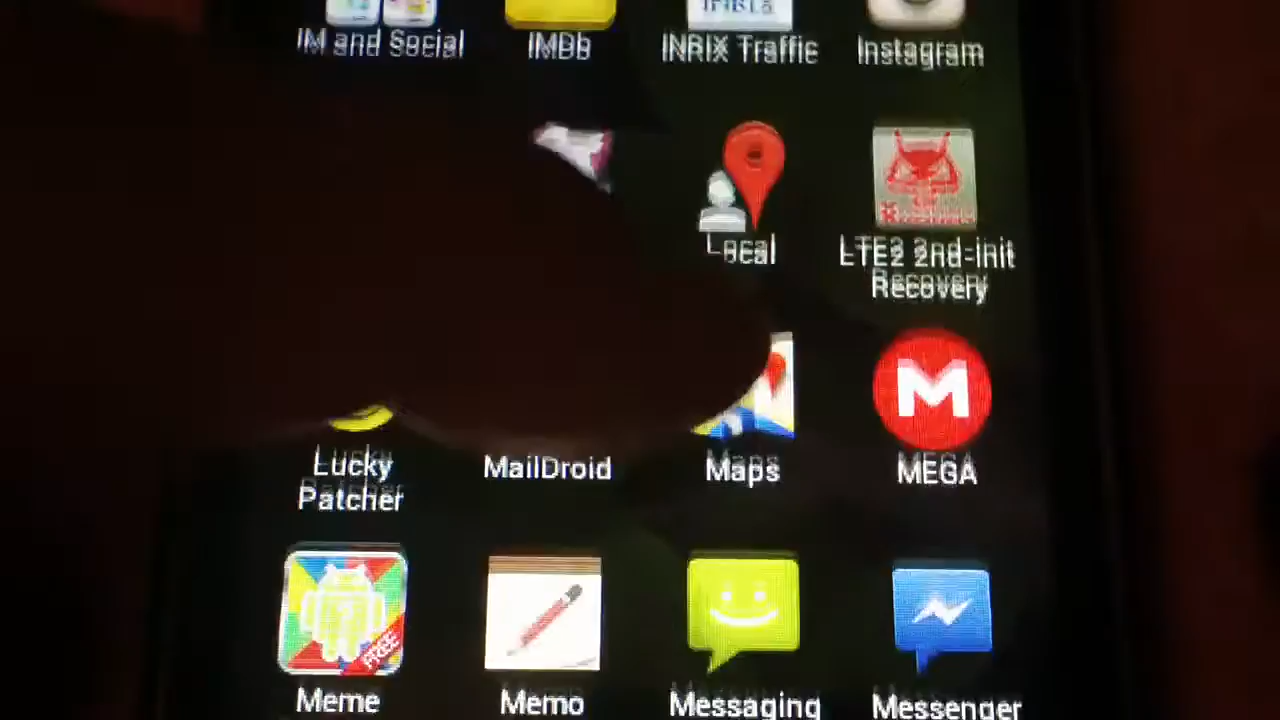 IM and Social
IMDb
INRIX Traffic
Instagram
Local
LTE2 2nd-init
Recovery
M
Lucky
Patcher
MailDroid
Maps
MEGA
FREE
Meme
Memo
Messaging
Messenger